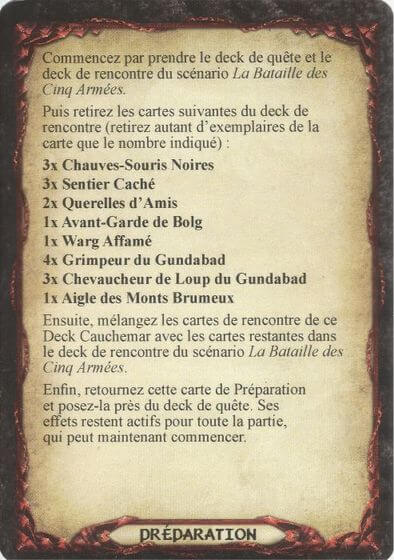 Commencez par prendre le deck de quête et le
deck de rencontre du scénario La Bataille des
Cinq Armées.
Puis retirez les cartes suivantes du deck de
rencontre (retirez autant d'exemplaires de la
carte que le nombre indiqué) :
3x Chauves-Souris Noires
3x Sentier Caché
2x Querelles d'Amis
1x Avant-Garde de Bolg
1x Warg Affamé
4x Grimpeur du Gundabad
3x Chevaucheur de Loup du Gundabad
1x Aigle des Monts Brumeux
Ensuite, mélangez les cartes de rencontre de ce
Deck Cauchemar avec les cartes restantes dans
le deck de rencontre du scénario La Bataille des
Cinq Armées.
Enfin, retournez cette carte de Préparation
et posez-la près du deck de quête. Ses
effets restent actifs pour toute la partie,
qui peut maintenant commencer.
PRÉPARATION